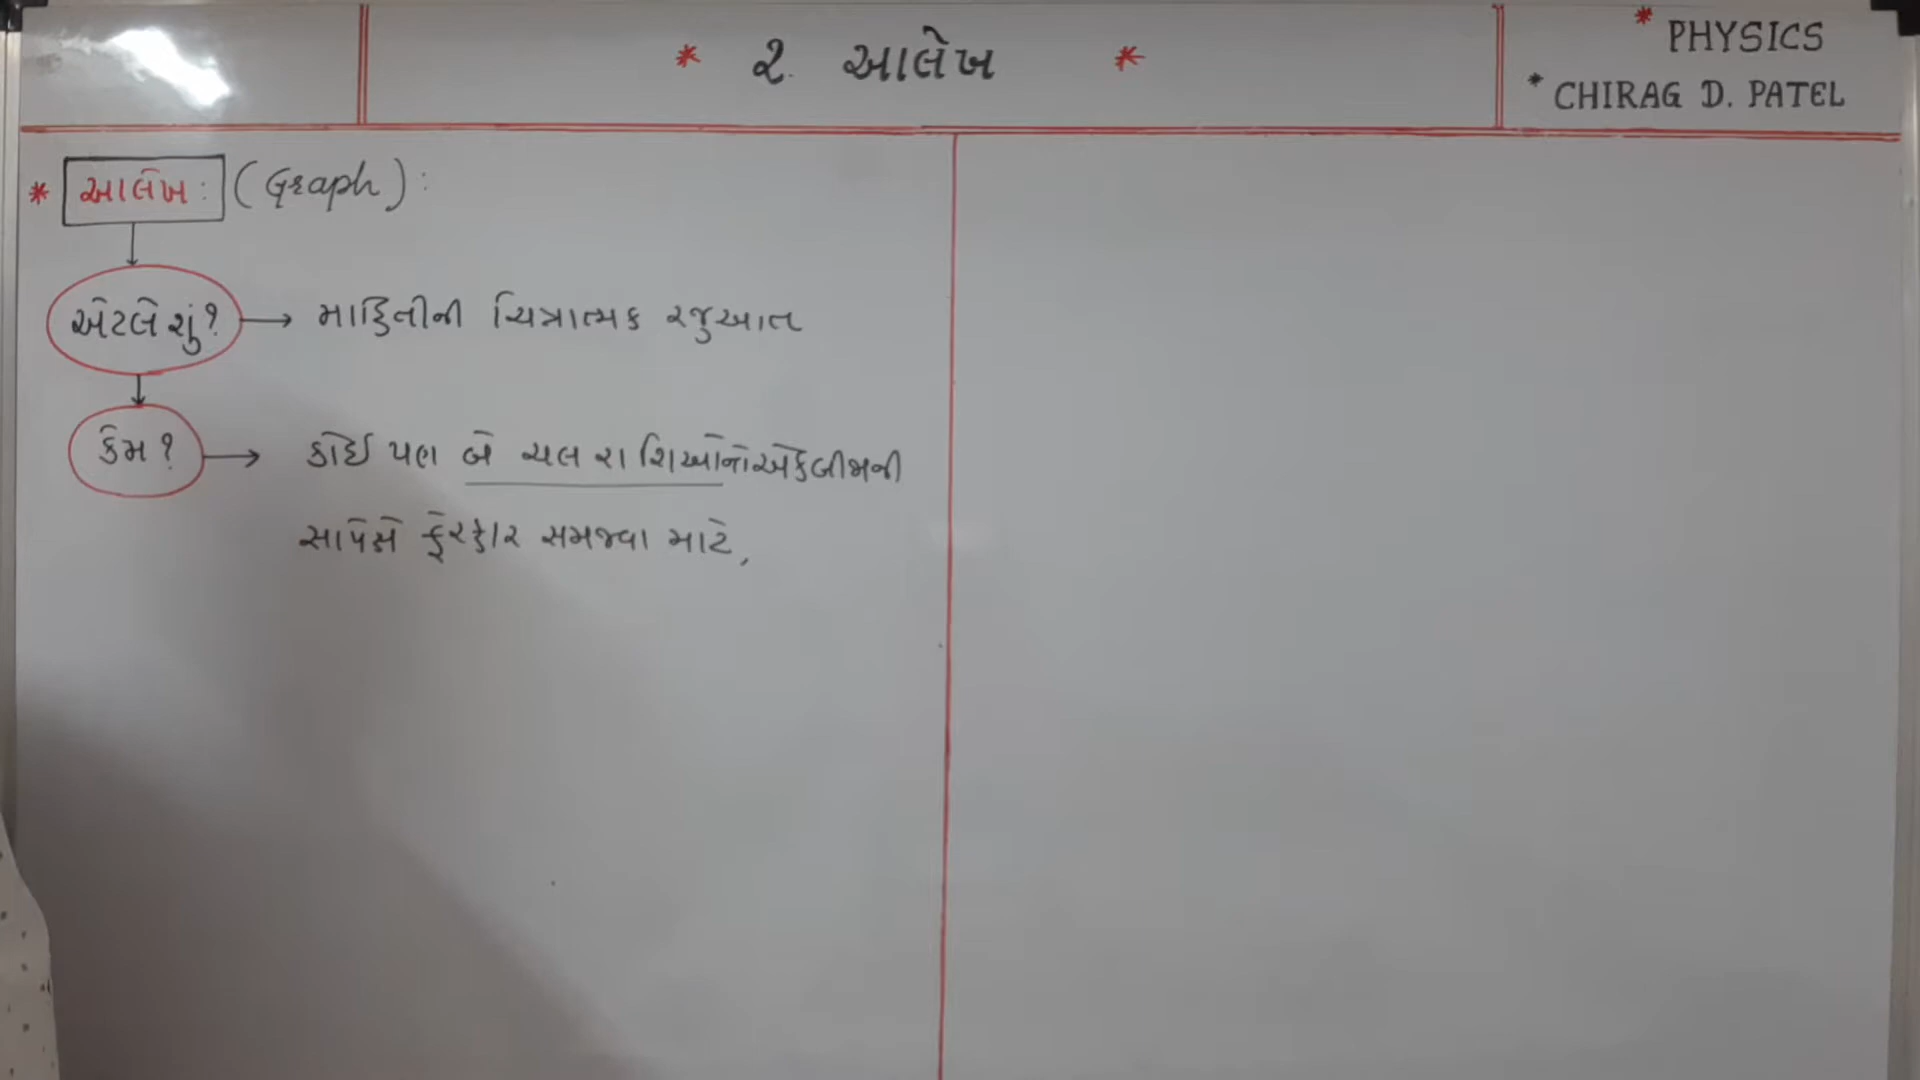 * ૨. આલેખ *
* PHYSICS
* CHIRAG D. PATEL
* આલેખ : (Graph) :
એટલે શું? → માહિતીની ચિત્રાત્મક રજુઆત
કેમ? → કોઈ પણ બે ચલ રાશિઓનો એકબીજાની
સાપેક્ષે ફેરફાર સમજવા માટે,